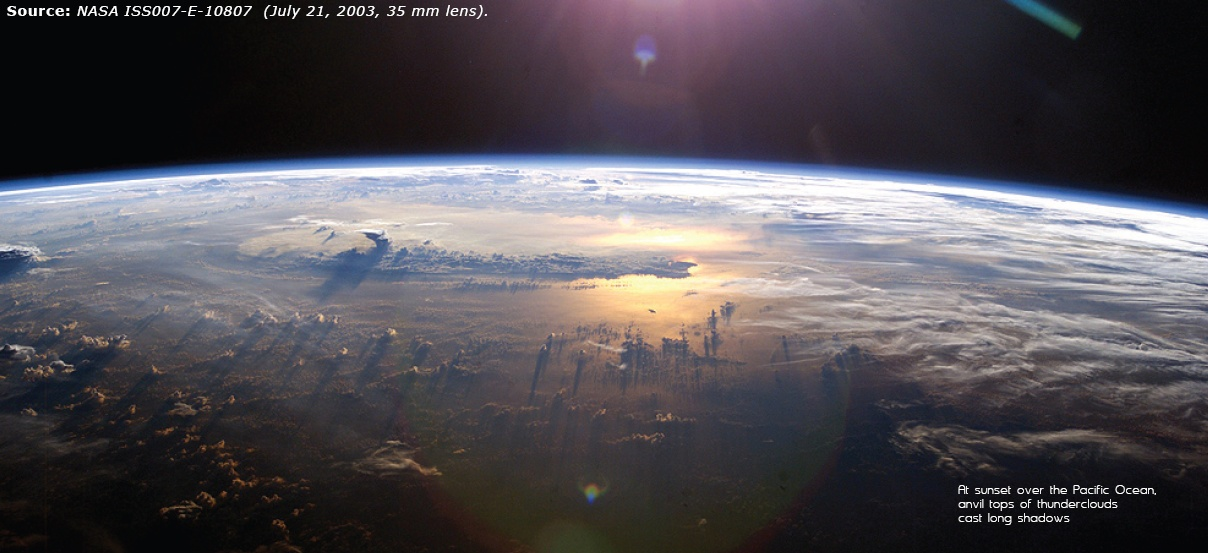 Source: NASA ISS007-E-10807 (July 21, 2003, 35 mm lens).
At sunset over the Pacific Ocean,
anvil tops of thunderclouds
cast long shadows